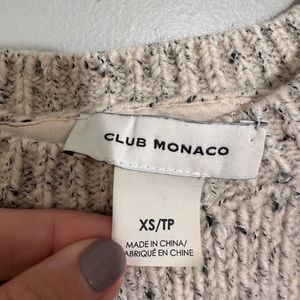 CLUB MONACO
XS/TP
MADE IN CHINA/
FABRIQUÉ EN CHINE